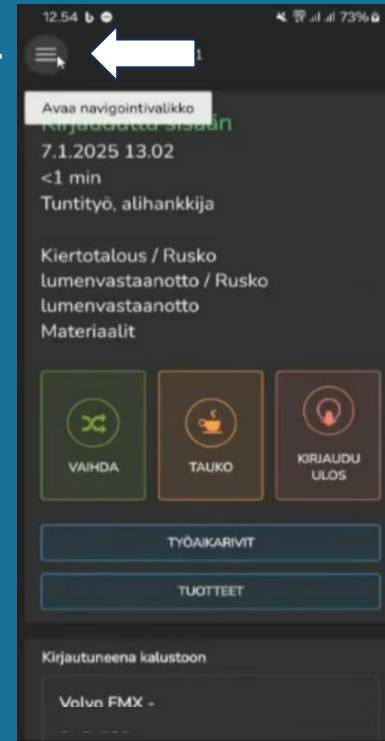 12.54 73%
1
Avaa navigointivalikko
Kirjauduttu sisään
7.1.2025 13.02
<1 min
Tuntityö, alihankkija
Kiertotalous / Rusko
lumenvastaanotto / Rusko
lumenvastaanotto
Materiaalit
VAIHDA
TAUKO
KIRJAUDU
ULOS
TYÖAIKARIVIT
TUOTTEET
Kirjautuneena kalustoon
Volvo FMX -